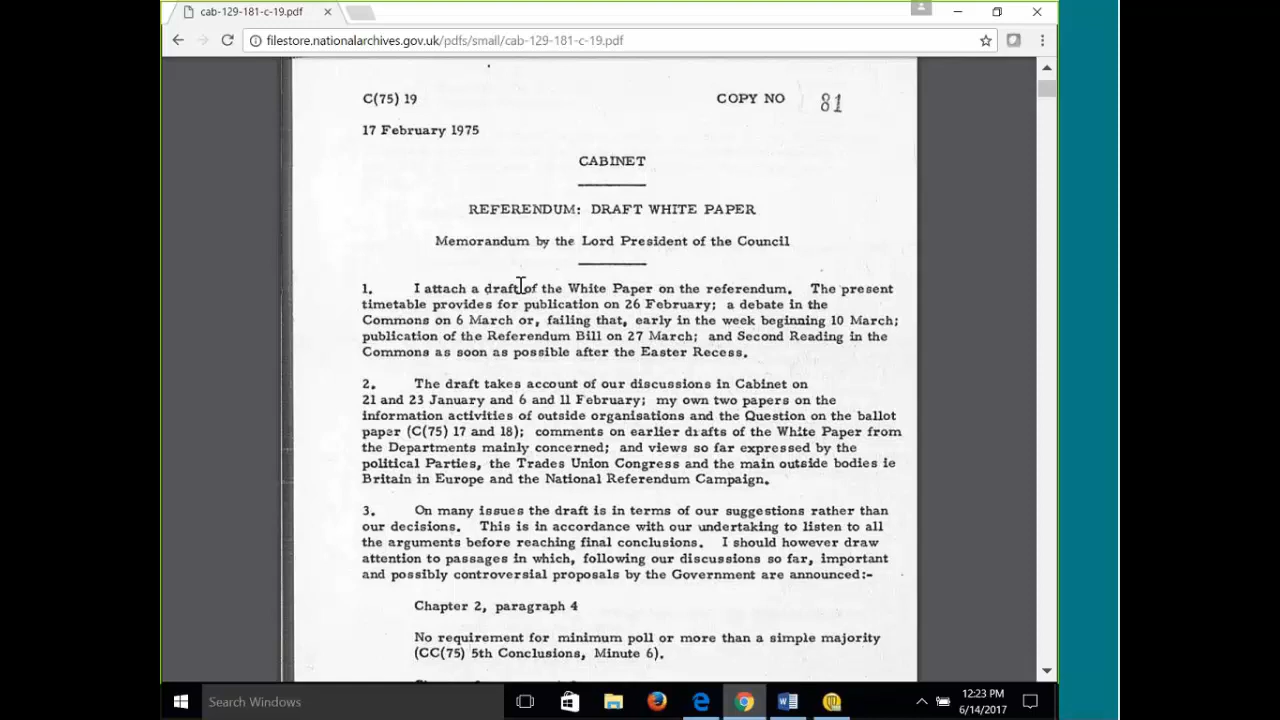 cab-129-181-c-19.pdf
filestore.nationalarchives.gov.uk/pdfs/small/cab-129-181-c-19.pdf
C(75) 19
COPY NO 81
17 February 1975
CABINET
REFERENDUM: DRAFT WHITE PAPER
Memorandum by the Lord President of the Council
1. I attach a draft of the White Paper on the referendum. The present
timetable provides for publication on 26 February; a debate in the
Commons on 6 March or, failing that, early in the week beginning 10 March;
publication of the Referendum Bill on 27 March; and Second Reading in the
Commons as soon as possible after the Easter Recess.
2. The draft takes account of our discussions in Cabinet on
21 and 23 January and 6 and 11 February; my own two papers on the
information activities of outside organisations and the Question on the ballot
paper (C(75) 17 and 18); comments on earlier drafts of the White Paper from
the Departments mainly concerned; and views so far expressed by the
political Parties, the Trades Union Congress and the main outside bodies ie
Britain in Europe and the National Referendum Campaign.
3. On many issues the draft is in terms of our suggestions rather than
our decisions. This is in accordance with our undertaking to listen to all
the arguments before reaching final conclusions. I should however draw
attention to passages in which, following our discussions so far, important
and possibly controversial proposals by the Government are announced:-
Chapter 2, paragraph 4
No requirement for minimum poll or more than a simple majority
(CC(75) 5th Conclusions, Minute 6).
Search Windows
12:23 PM
6/14/2017